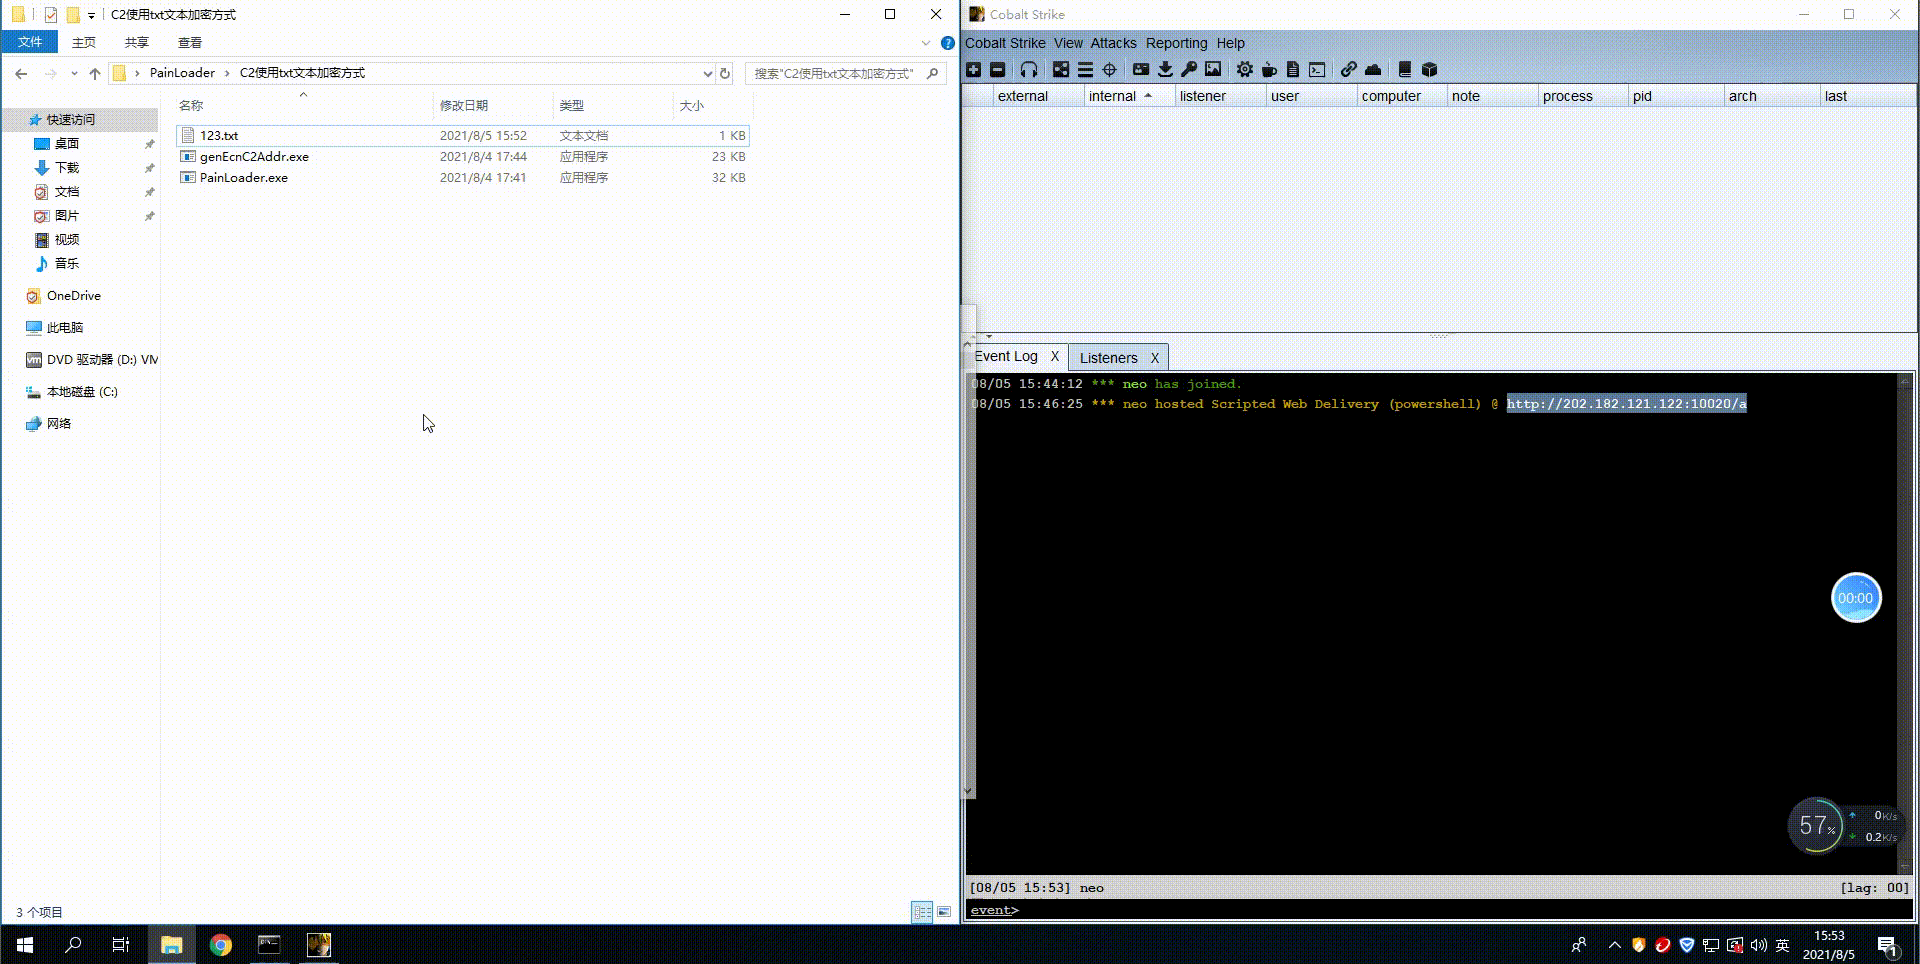 C2使用txt文本加密方式
文件 主页 共享 查看
PainLoader › C2使用txt文本加密方式
搜索"C2使用txt文本加密方式"
名称 修改日期 类型 大小
123.txt 2021/8/5 15:52 文本文档 1 KB
genEcnC2Addr.exe 2021/8/4 17:44 应用程序 23 KB
PainLoader.exe 2021/8/4 17:41 应用程序 32 KB
快速访问
桌面
下载
文档
图片
视频
音乐
OneDrive
此电脑
DVD 驱动器 (D:) VM
本地磁盘 (C:)
网络
3 个项目
Cobalt Strike
Cobalt Strike View Attacks Reporting Help
external internal listener user computer note process pid arch last
Event Log X Listeners X
08/05 15:44:12 *** neo has joined.
08/05 15:46:25 *** neo hosted Scripted Web Delivery (powershell) @ http://202.182.121.122:10020/a
00:00
57%
0K/s
0.2K/s
[08/05 15:53] neo [lag: 00]
event>
英
15:53
2021/8/5
1